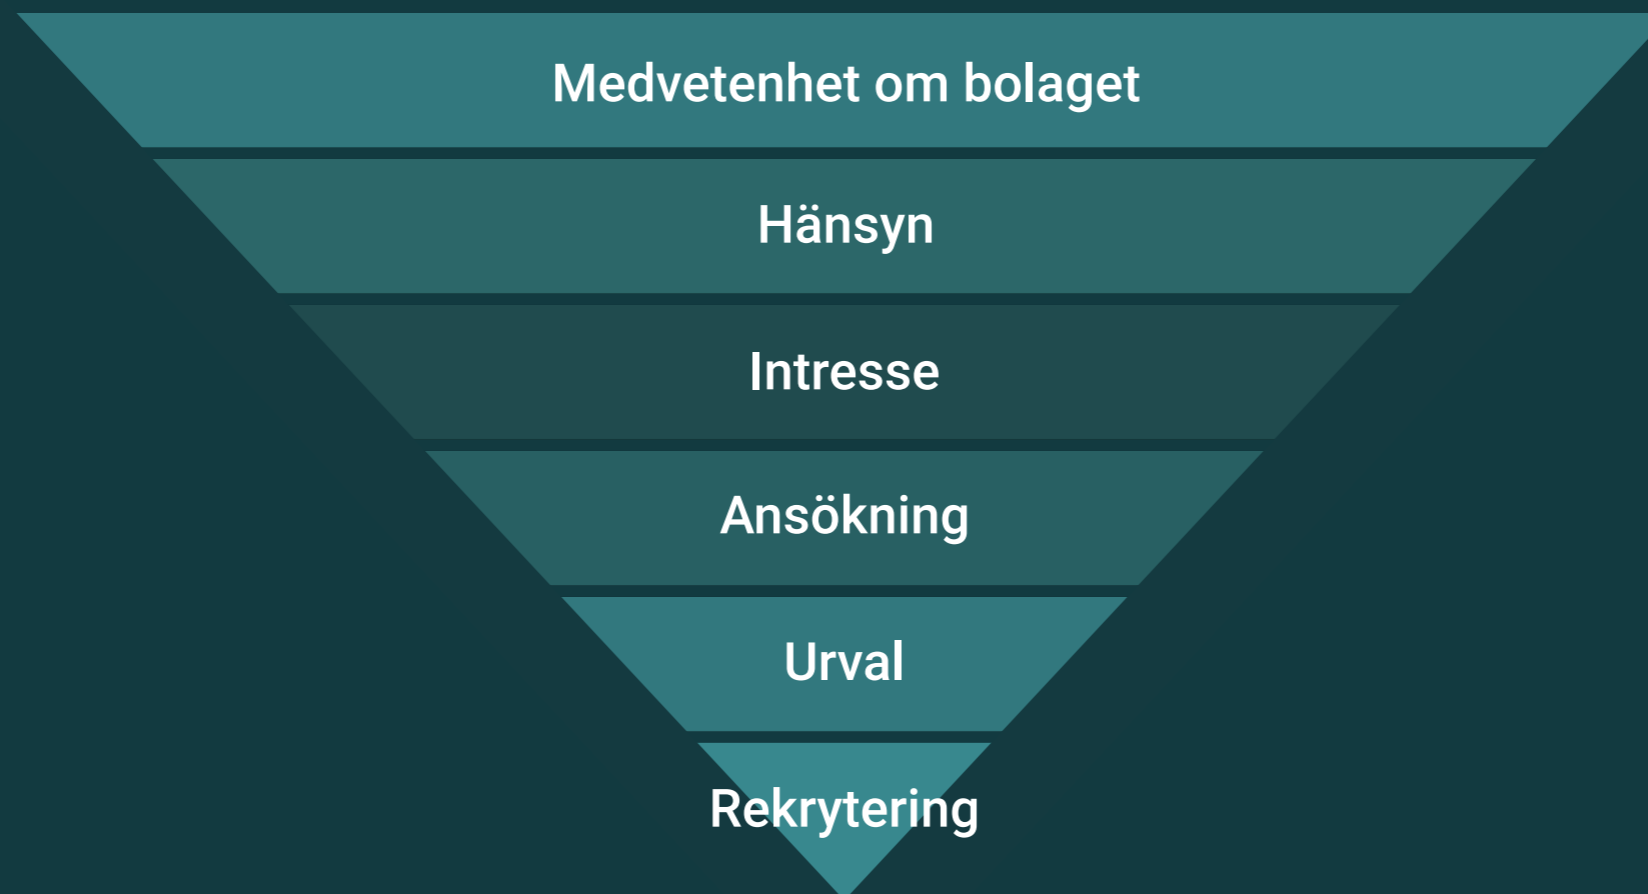 Medvetenhet om bolaget
Hänsyn
Intresse
Ansökning
Urval
Rekrytering